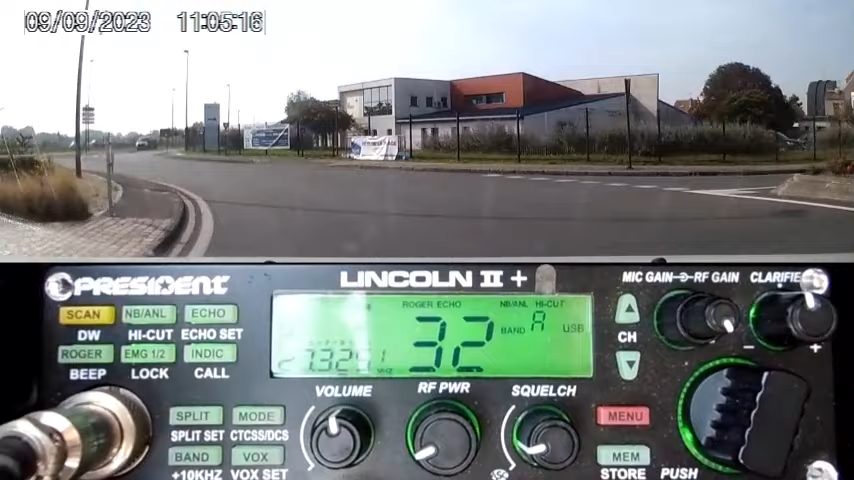 09/09/2023 11:05:16
PRESIDENT
LINCOLN II +
MIC GAIN RF GAIN CLARIFIER
SCAN NB/ANL ECHO
DW HI-CUT ECHO SET
ROGER EMG 1/2 INDIC
BEEP LOCK CALL
ROGER ECHO NB/ANL HI-CUT
32 BAND A USB
CH
VOLUME RF PWR SQUELCH
SPLIT MODE
SPLIT SET CTCSS/DCS
BAND VOX
+10KHZ VOX SET
MENU
MEM
STORE PUSH
- +